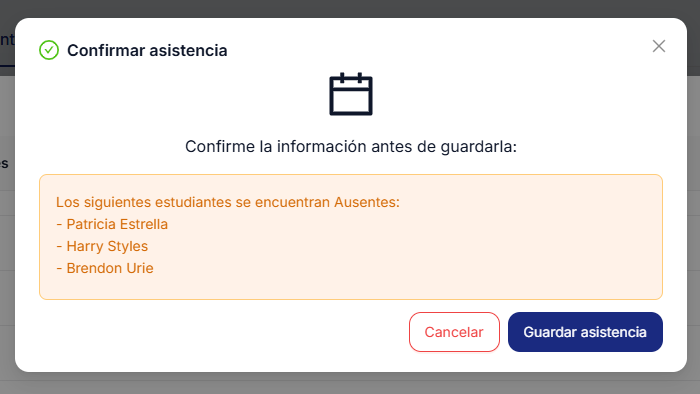 Confirmar asistencia
Confirme la información antes de guardarla:
Los siguientes estudiantes se encuentran Ausentes:
- Patricia Estrella
- Harry Styles
- Brendon Urie
Cancelar
Guardar asistencia